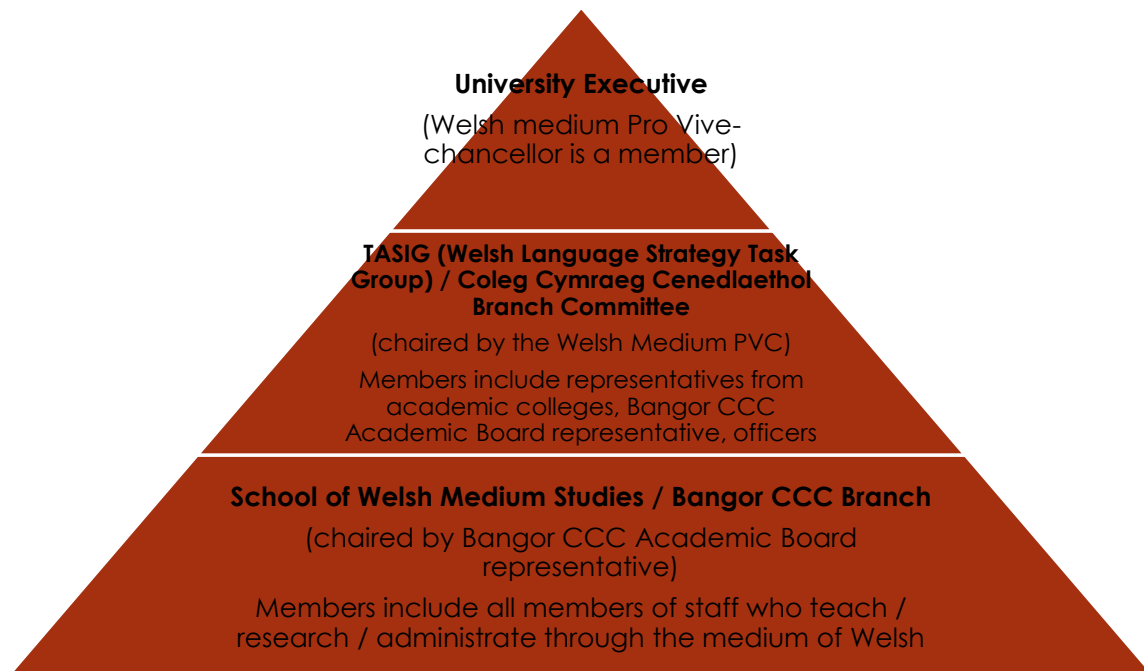 University Executive
(Welsh medium Pro Vive-
chancellor is a member)
TASIG (Welsh Language Strategy Task
Group) / Coleg Cymraeg Cenedlaethol
Branch Committee
(chaired by the Welsh Medium PVC)
Members include representatives from
academic colleges, Bangor CCC
Academic Board representative, officers
School of Welsh Medium Studies / Bangor CCC Branch
(chaired by Bangor CCC Academic Board
representative)
Members include all members of staff who teach /
research / administrate through the medium of Welsh